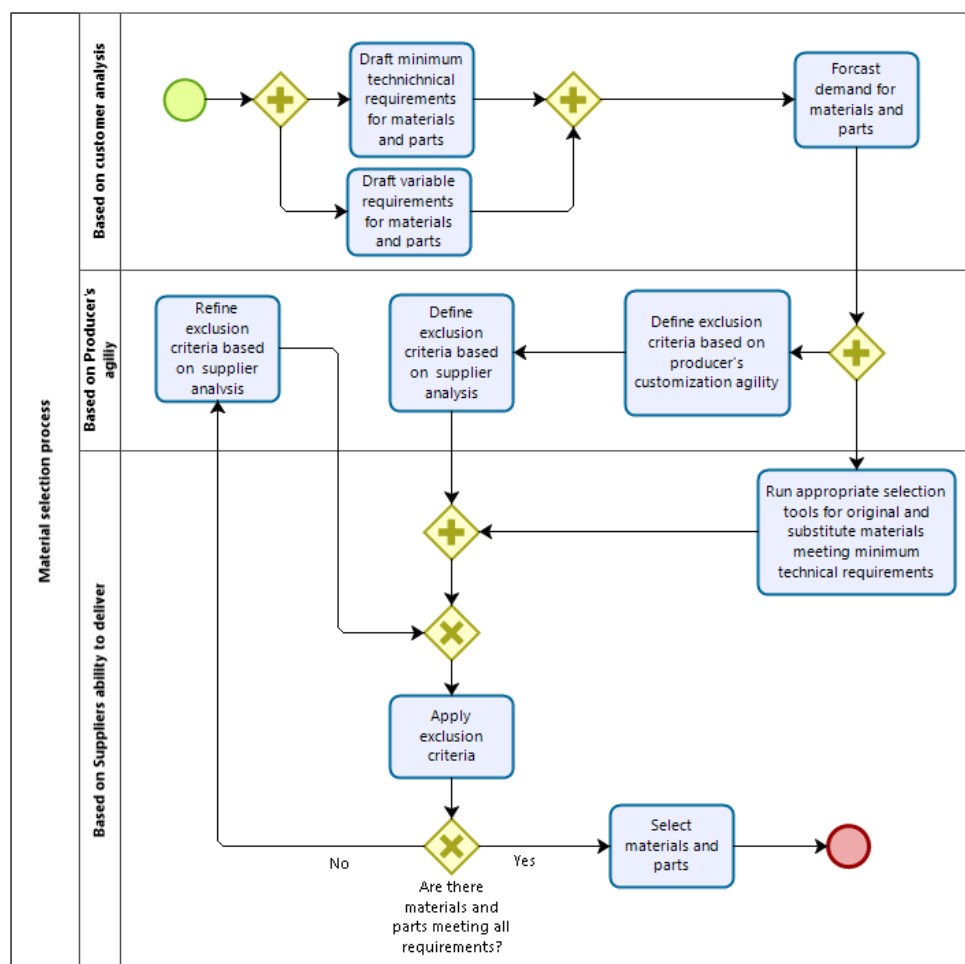 Material selection process
Based on customer analysis
Draft minimum
technichnical
requirements
for materials
and parts
Forcast
demand for
materials and
parts
Draft variable
requirements
for materials
and parts
Based on Producer's
agiliy
Refine
exclusion
criteria based
on supplier
analysis
Define
exclusion
criteria based
on supplier
analysis
Define exclusion
criteria based on
producer's
customization agility
Based on Suppliers ability to deliver
Run appropriate selection
tools for original and
substitute materials
meeting minimum
technical requirements
Apply
exclusion
criteria
Select
materials and
parts
No
Yes
Are there
materials and
parts meeting all
requirements?